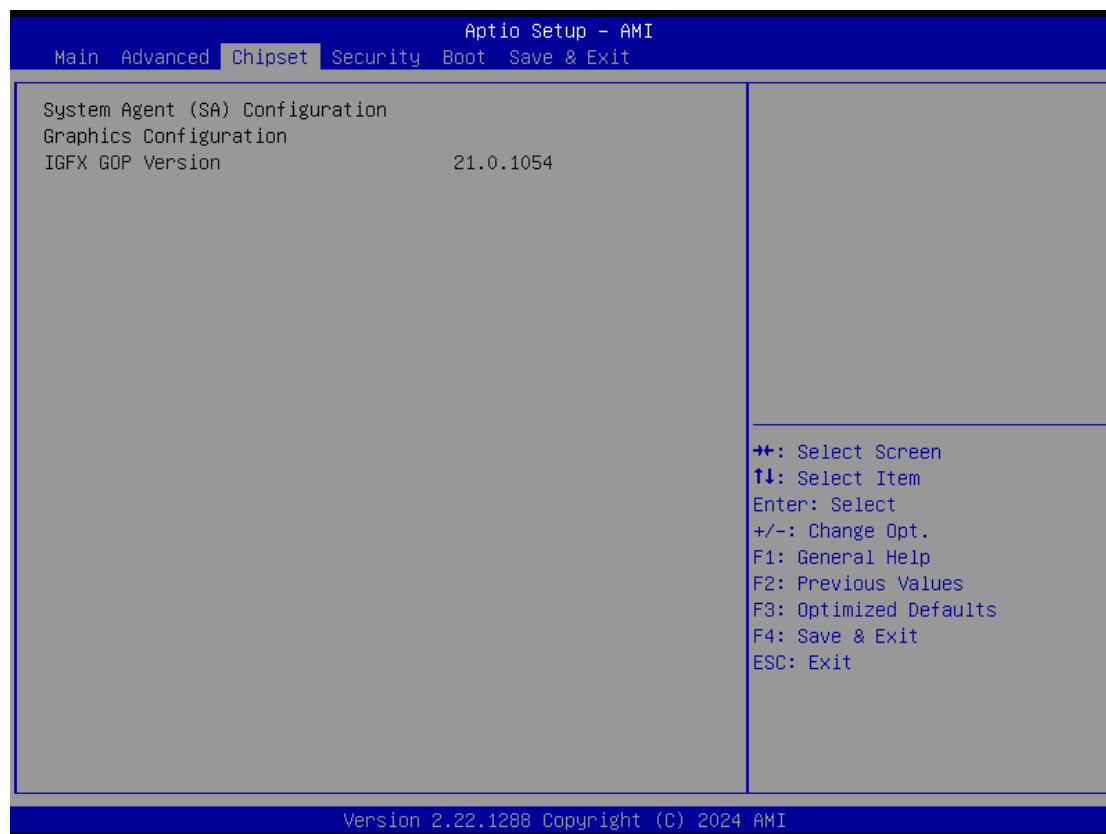 Aptio Setup – AMI
Main Advanced Chipset Security Boot Save & Exit
System Agent (SA) Configuration
Graphics Configuration
IGFX GOP Version 21.0.1054
→←: Select Screen
↑↓: Select Item
Enter: Select
+/-: Change Opt.
F1: General Help
F2: Previous Values
F3: Optimized Defaults
F4: Save & Exit
ESC: Exit
Version 2.22.1288 Copyright (C) 2024 AMI